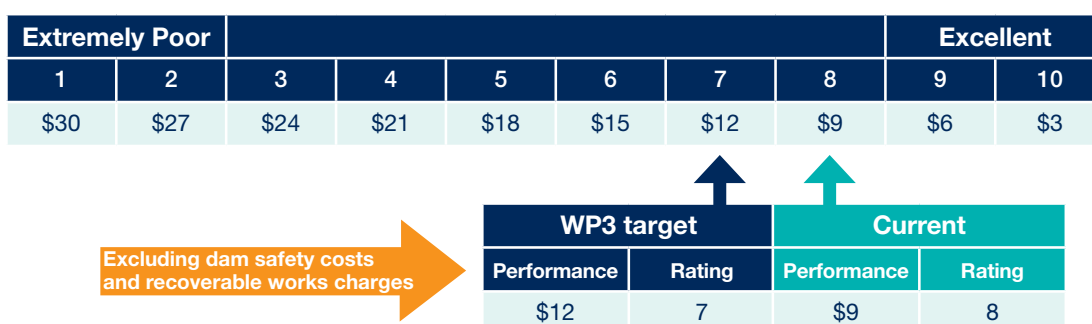 Extremely Poor Excellent
1 2 3 4 5 6 7 8 9 10
$30 $27 $24 $21 $18 $15 $12 $9 $6 $3
WP3 target Current
Excluding dam safety costs
and recoverable works charges
Performance Rating Performance Rating
$12 7 $9 8